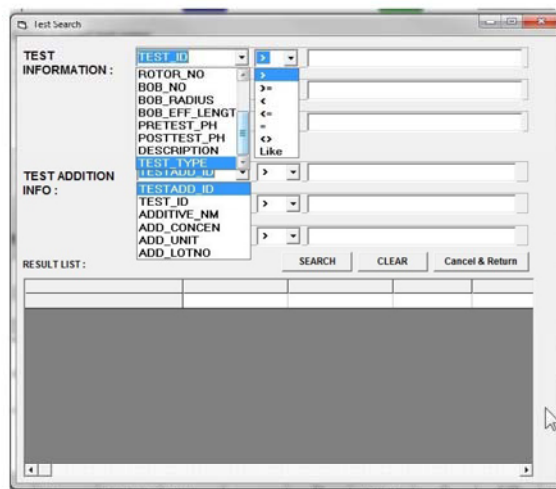 Test Search
TEST INFORMATION :
TEST_ID >
ROTOR_NO
BOB_NO
BOB_RADIUS
BOB_EFF_LENGT
PRETEST_PH
POSTTEST_PH
DESCRIPTION
TEST_TYPE
>
>=
<
<=
=
<>
Like
TEST ADDITION INFO :
TESTADD_ID >
TESTADD_ID
TEST_ID
ADDITIVE_NM
ADD_CONCEN
ADD_UNIT
ADD_LOTNO
>
>
RESULT LIST :
SEARCH CLEAR Cancel & Return